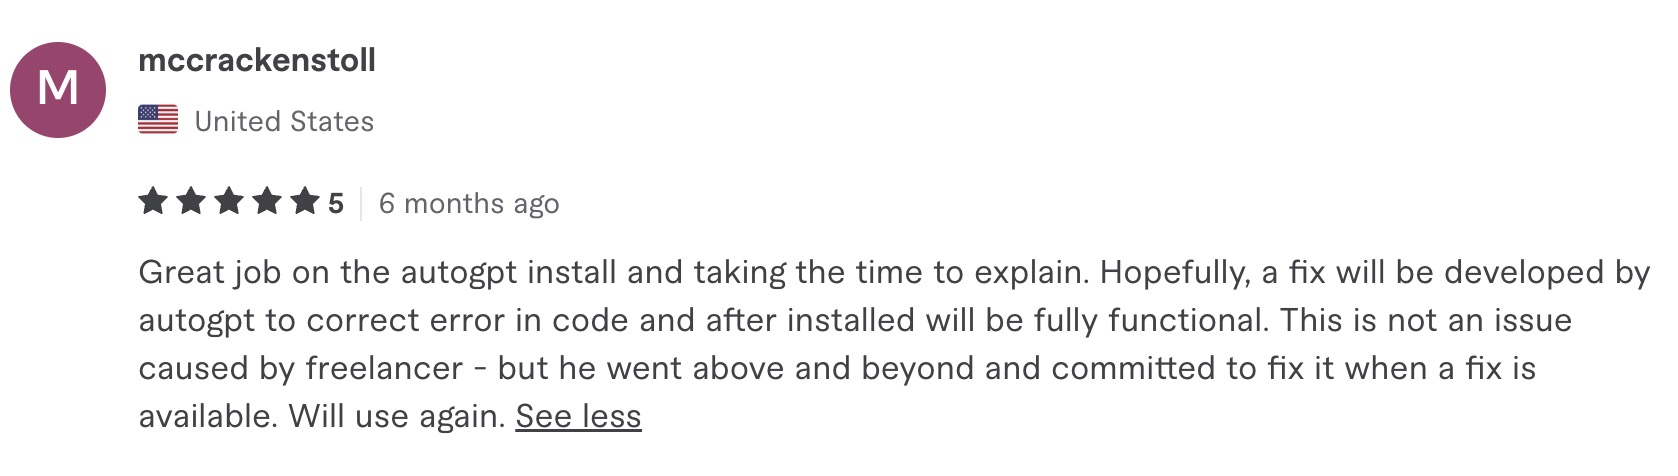 M
mccrackenstoll
United States
5
6 months ago
Great job on the autogpt install and taking the time to explain. Hopefully, a fix will be developed by
autogpt to correct error in code and after installed will be fully functional. This is not an issue
caused by freelancer - but he went above and beyond and committed to fix it when a fix is
available. Will use again. See less